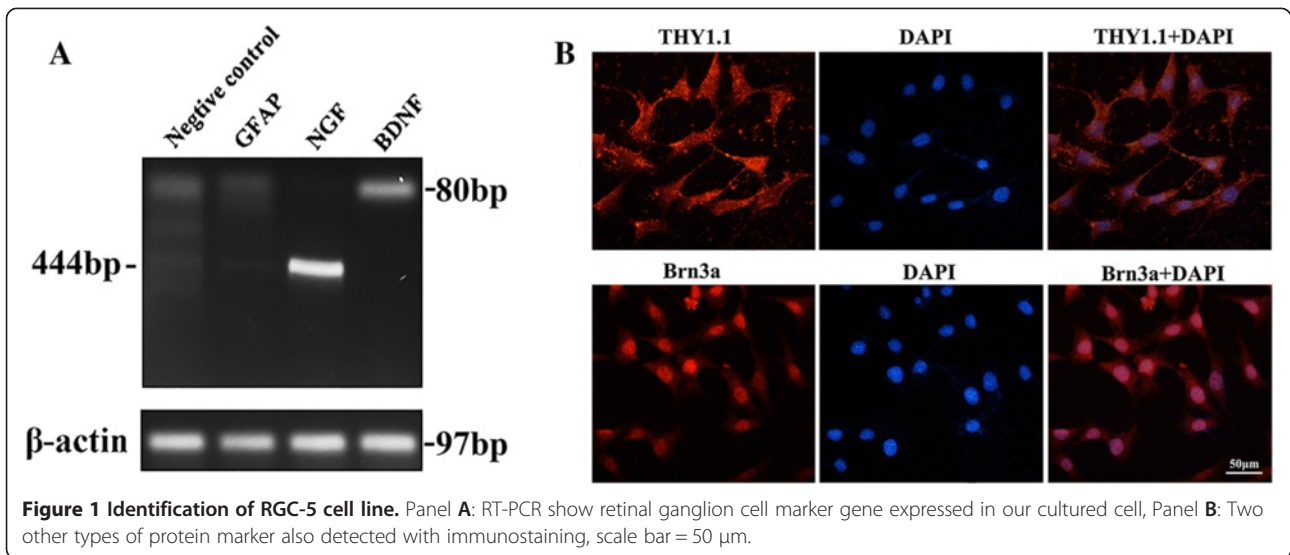 A
Negtive control
GFAP
NGF
BDNF
-80bp
444bp-
β-actin
-97bp
B
THY1.1
DAPI
THY1.1+DAPI
Brn3a
DAPI
Brn3a+DAPI
50μm
Figure 1 Identification of RGC-5 cell line. Panel A: RT-PCR show retinal ganglion cell marker gene expressed in our cultured cell, Panel B: Two
other types of protein marker also detected with immunostaining, scale bar = 50 μm.